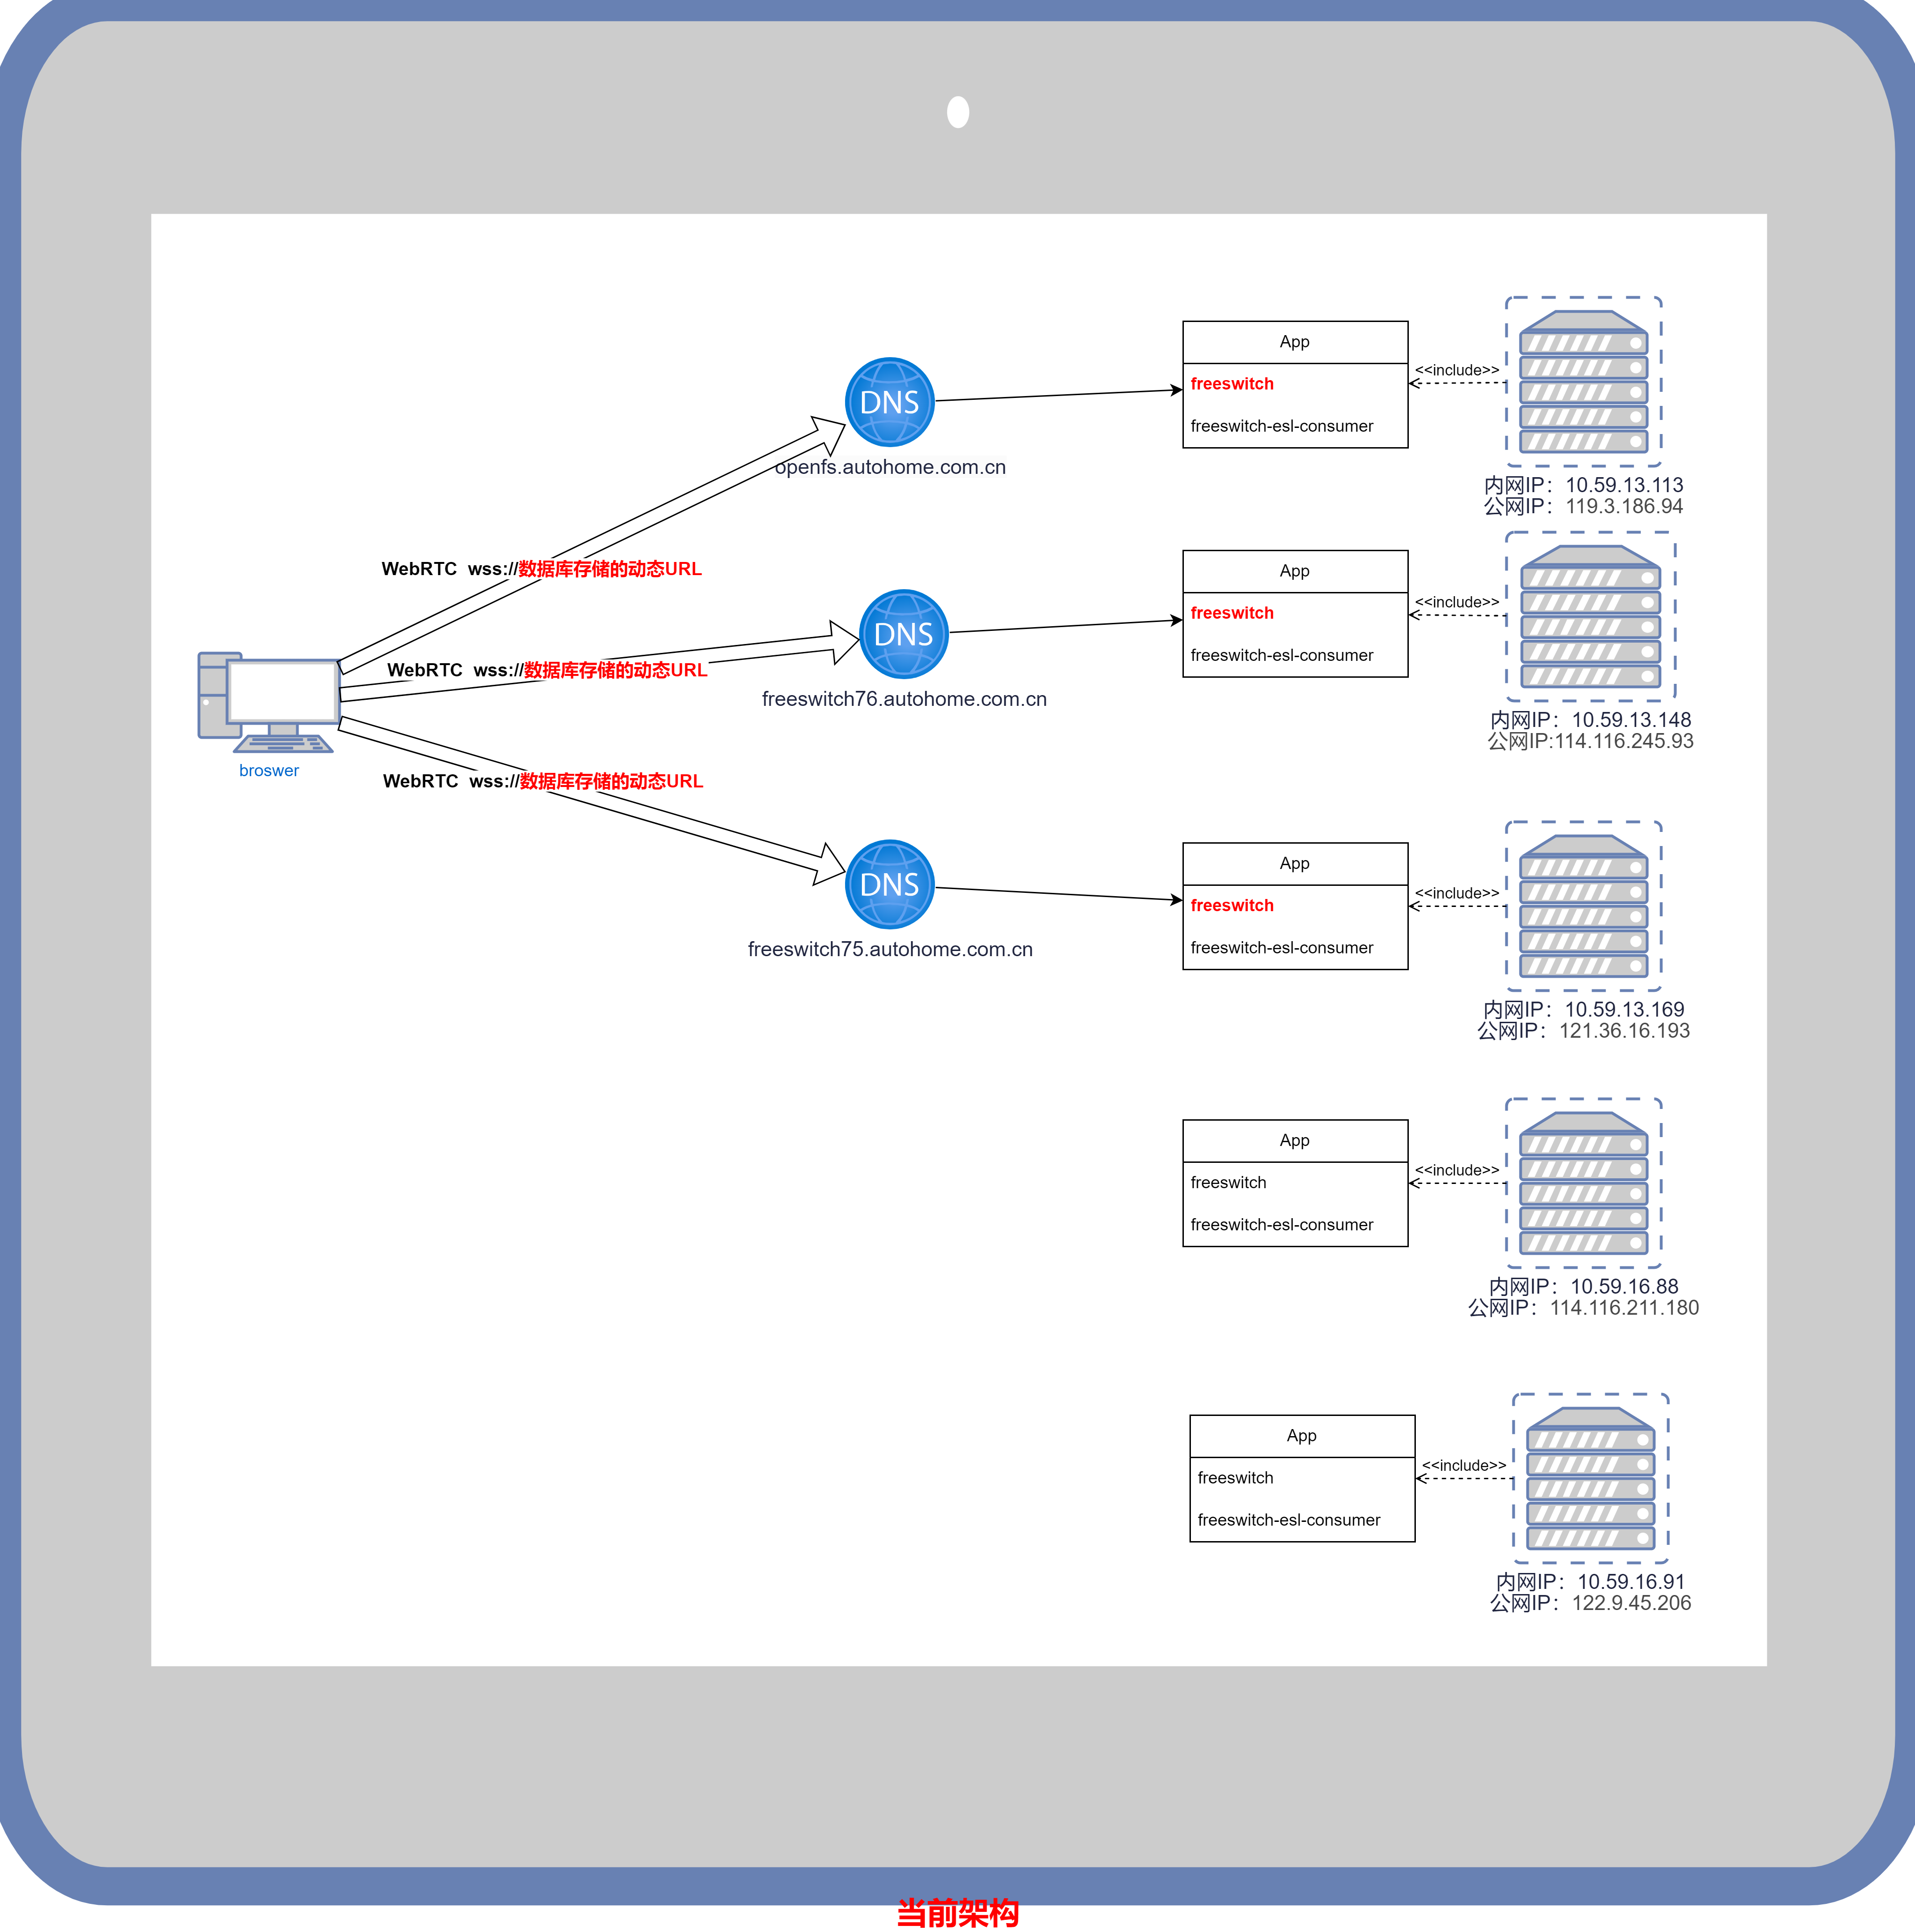 App
freeswitch
freeswitch-esl-consumer
<<include>>
内网IP：10.59.13.113
公网IP：119.3.186.94
DNS
openfs.autohome.com.cn
WebRTC  wss://数据库存储的动态URL
App
freeswitch
freeswitch-esl-consumer
<<include>>
内网IP：10.59.13.148
公网IP:114.116.245.93
DNS
freeswitch76.autohome.com.cn
WebRTC  wss://数据库存储的动态URL
broswer
WebRTC  wss://数据库存储的动态URL
DNS
freeswitch75.autohome.com.cn
App
freeswitch
freeswitch-esl-consumer
<<include>>
内网IP：10.59.13.169
公网IP：121.36.16.193
App
freeswitch
freeswitch-esl-consumer
<<include>>
内网IP：10.59.16.88
公网IP：114.116.211.180
App
freeswitch
freeswitch-esl-consumer
<<include>>
内网IP：10.59.16.91
公网IP：122.9.45.206
当前架构